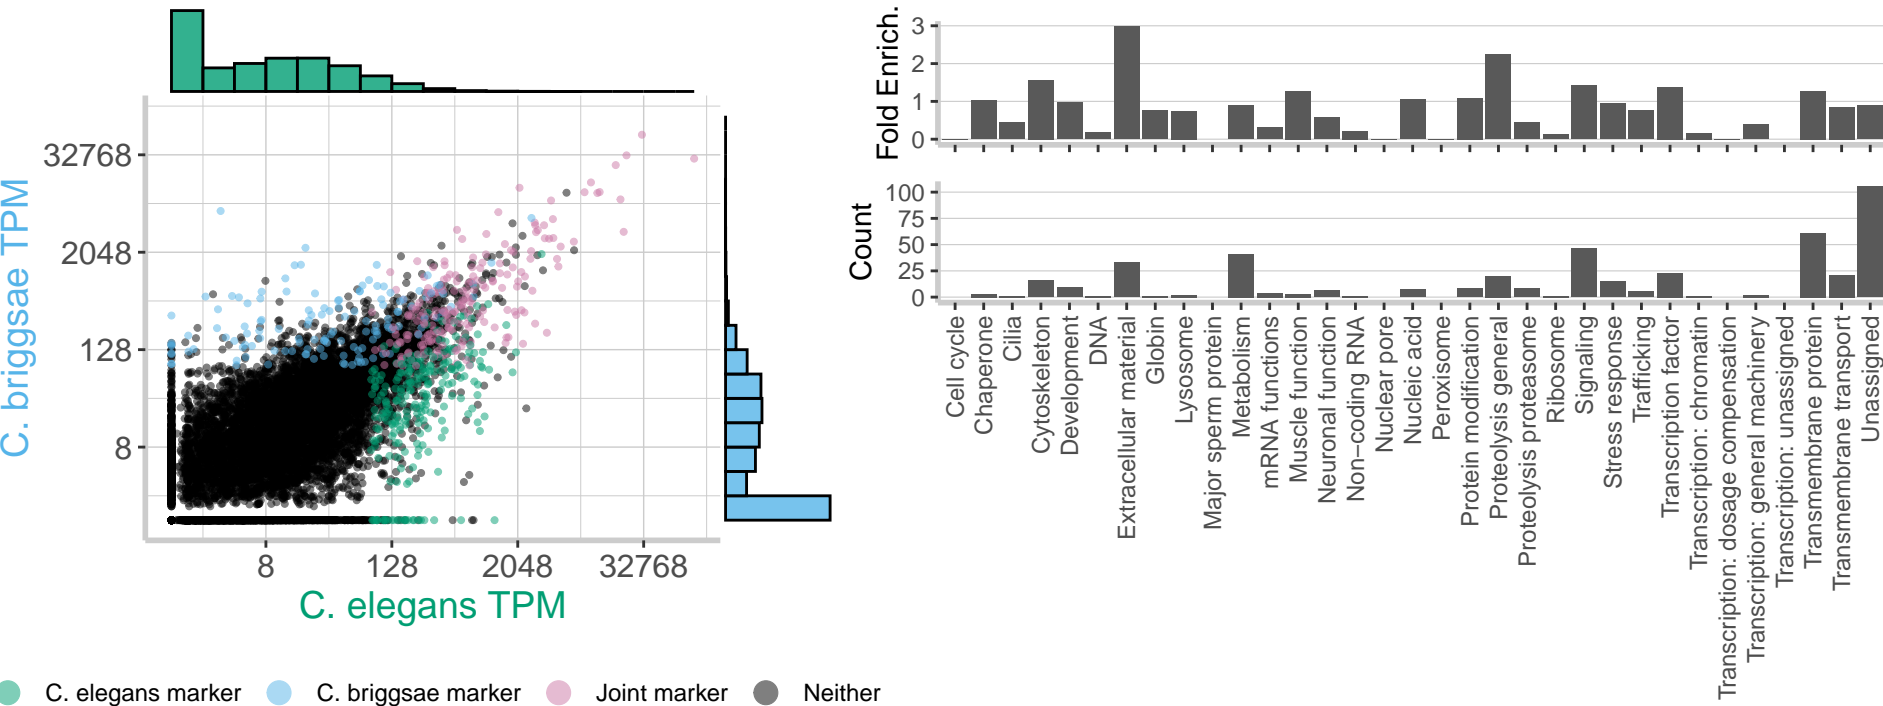 C. briggsae TPM
32768
2048
128
8
8
128
2048
32768
C. elegans TPM
C. elegans marker
C. briggsae marker
Joint marker
Neither
Fold Enrich.
3
2
1
0
Count
100
75
50
25
0
Cell cycle
Chaperone
Cilia
Cytoskeleton
Development
DNA
Extracellular material
Globin
Lysosome
Major sperm protein
Metabolism
mRNA functions
Muscle function
Neuronal function
Non−coding RNA
Nuclear pore
Nucleic acid
Peroxisome
Protein modification
Proteolysis general
Proteolysis proteasome
Ribosome
Signaling
Stress response
Trafficking
Transcription factor
Transcription: chromatin
Transcription: dosage compensation
Transcription: general machinery
Transcription: unassigned
Transmembrane protein
Transmembrane transport
Unassigned